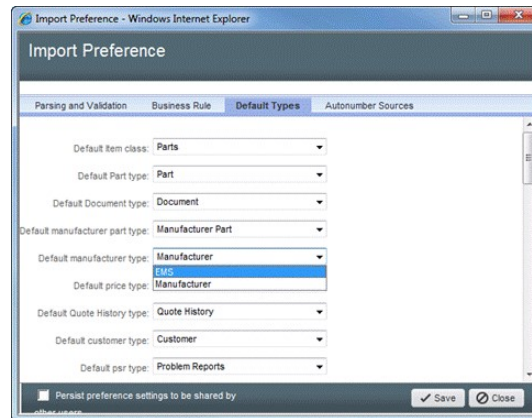 Import Preference - Windows Internet Explorer
Import Preference
Parsing and Validation Business Rule Default Types Autonumber Sources
Default item class: Parts
Default Part type: Part
Default Document type: Document
Default manufacturer part type: Manufacturer Part
Default manufacturer type: Manufacturer
EMS
Default price type: Manufacturer
Default Quote History type: Quote History
Default customer type: Customer
Default psr type: Problem Reports
Persist preference settings to be shared by
other users
Save Close